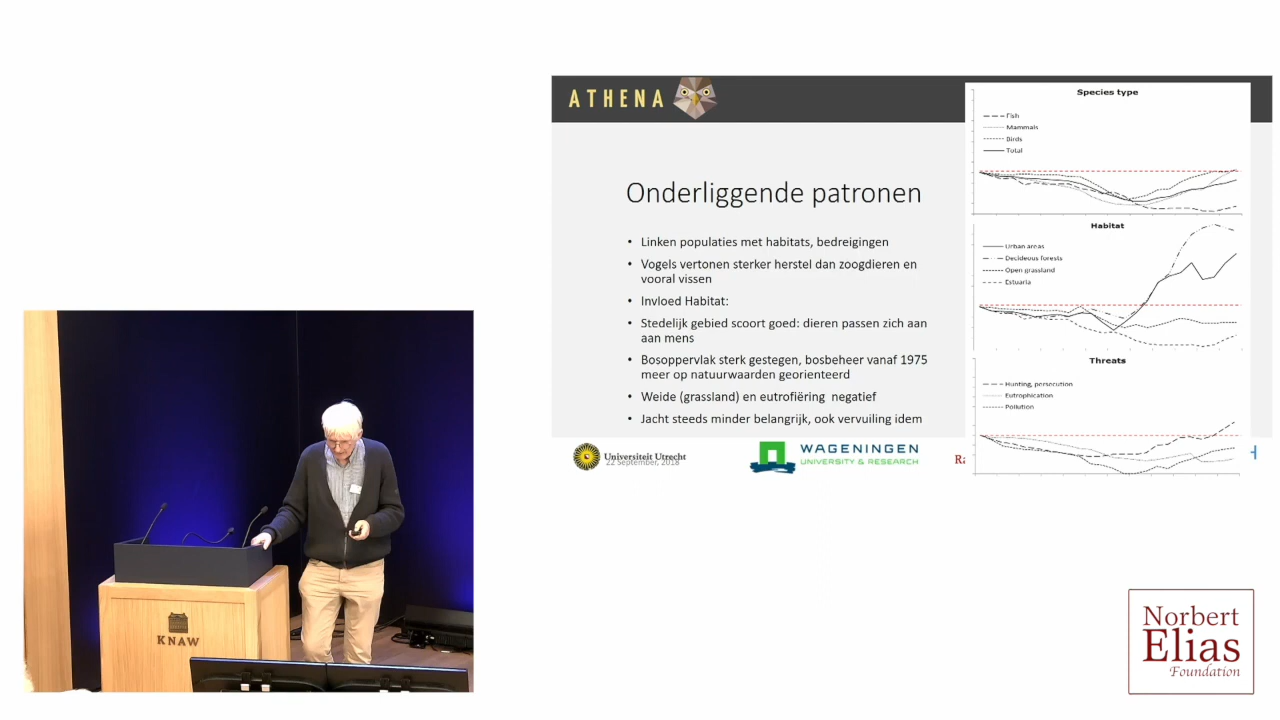 ATHENA
Onderliggende patronen
• Linken populaties met habitats, bedreigingen
• Vogels vertonen sterker herstel dan zoogdieren en
vooral vissen
• Invloed Habitat:
• Stedelijk gebied scoort goed: dieren passen zich aan
aan mens
• Bosoppervlak sterk gestegen, bosbeheer vanaf 1975
meer op natuurwaarden georienteerd
• Weide (grassland) en eutrofiëring negatief
• Jacht steeds minder belangrijk, ook vervuiling idem
Species type
Fish
Mammals
Birds
Total
Habitat
Urban areas
Decideous forests
Open grassland
Estuaria
Threats
Hunting, persecution
Eutrophication
Pollution
Universiteit Utrecht
22 September, 2018
WAGENINGEN
UNIVERSITY & RESEARCH
Ra
H
KNAW
Norbert
Elias
Foundation